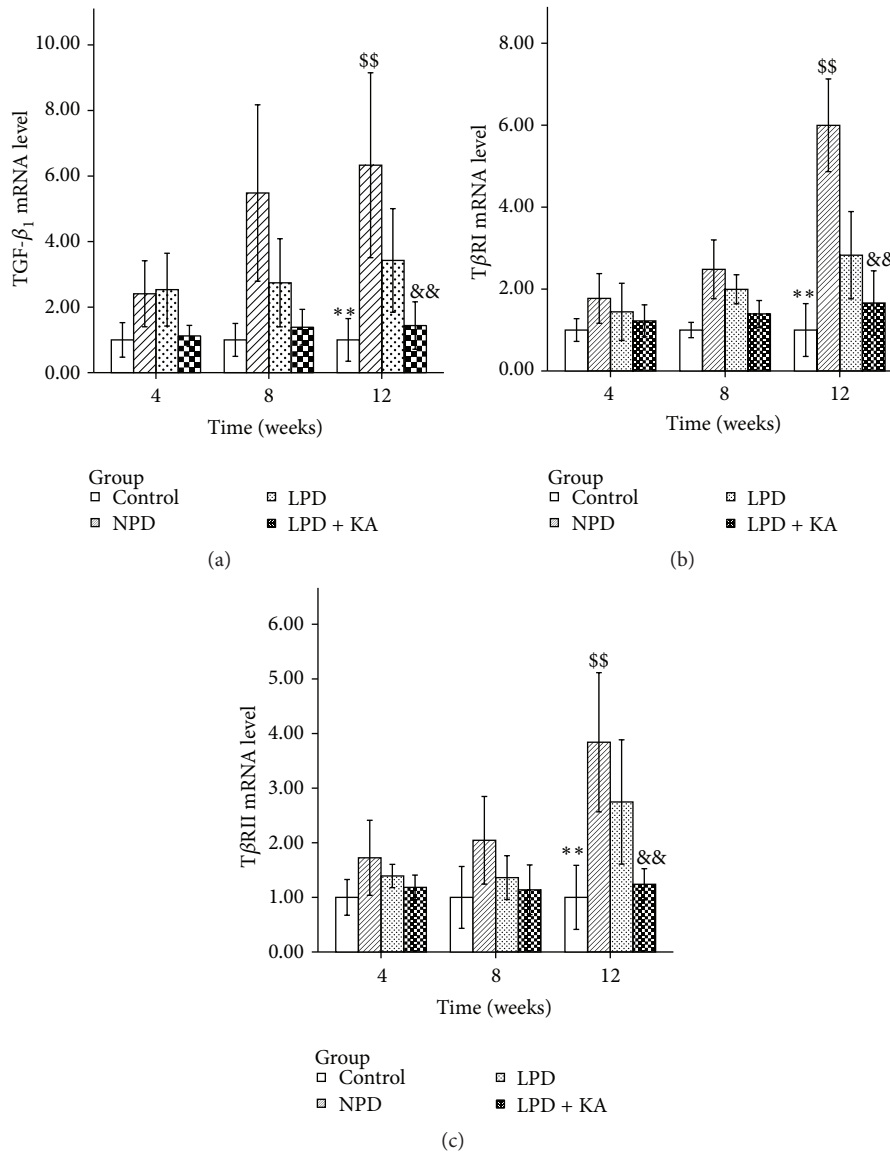 10.00
8.00
6.00
4.00
2.00
0.00
TGF-β₁ mRNA level
$$
**
&&
4 8 12
Time (weeks)
Group
Control LPD
NPD LPD + KA
(a)
8.00
6.00
4.00
2.00
0.00
TβRI mRNA level
$$
**
&&
4 8 12
Time (weeks)
Group
Control LPD
NPD LPD + KA
(b)
6.00
5.00
4.00
3.00
2.00
1.00
0.00
TβRII mRNA level
$$
**
&&
4 8 12
Time (weeks)
Group
Control LPD
NPD LPD + KA
(c)